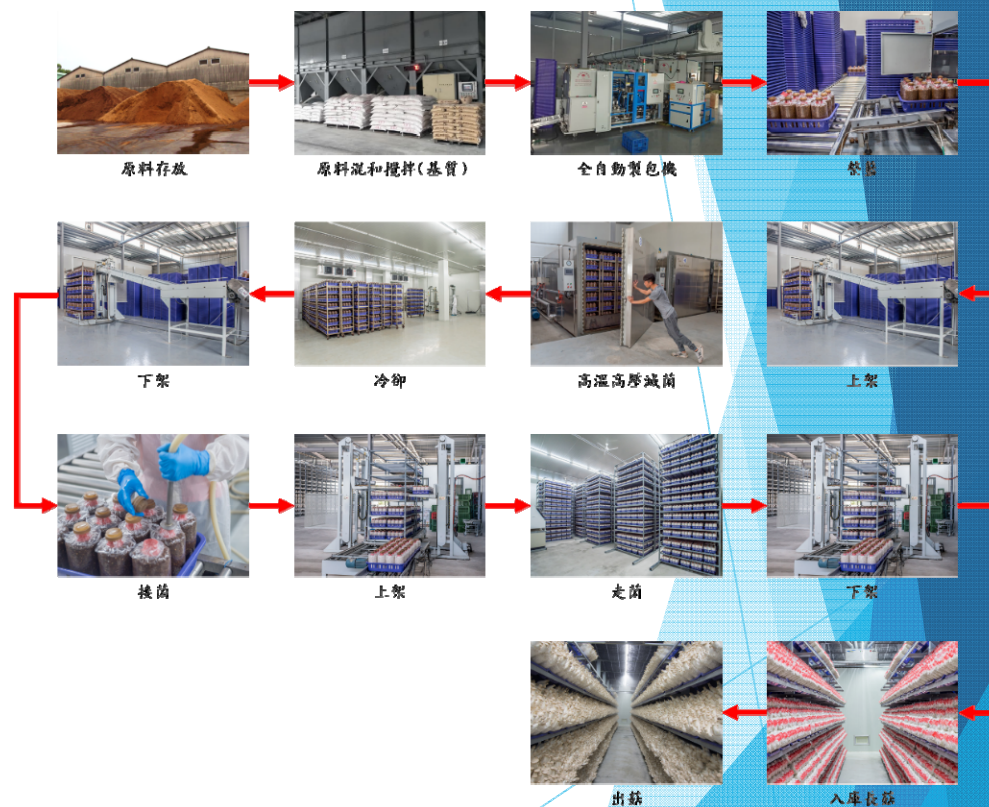 原料存放
原料混和攪拌(基質)
全自動製包機
整籃
下架
冷卻
高溫高壓滅菌
上架
接菌
上架
走菌
下架
出菇
入庫長菇